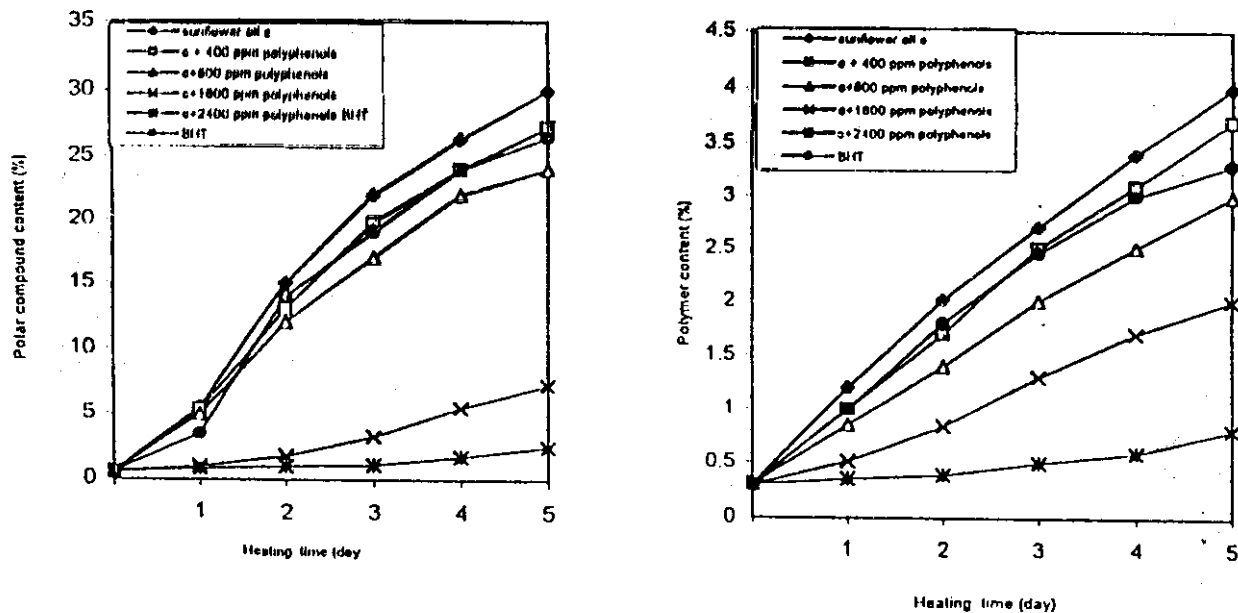 35
30
25
20
15
10
5
0
Polar compound content (%)
sunflower oil s
s + 400 ppm polyphenols
s+800 ppm polyphenols
s+1800 ppm polyphenols
s+2400 ppm polyphenols BHT
BHT
1 2 3 4 5
Heating time (day
4.5
4
3.5
3
2.5
2
1.5
1
0.5
0
Polymer content (%)
sunflower oil s
s + 400 ppm polyphenols
s+800 ppm polyphenols
s+1800 ppm polyphenols
s+2400 ppm polyphenols
BHT
1 2 3 4 5
Heating time (day)